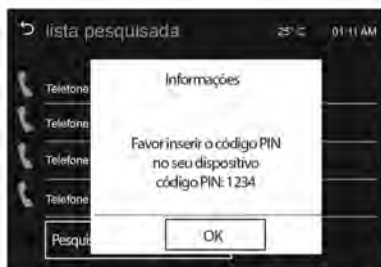 lista pesquisada 25° C 01:11 AM
Informações
Telefone
Telefone
Favor inserir o código PIN
no seu dispositivo
código PIN: 1234
Telefone
Telefone
Pesquis
OK